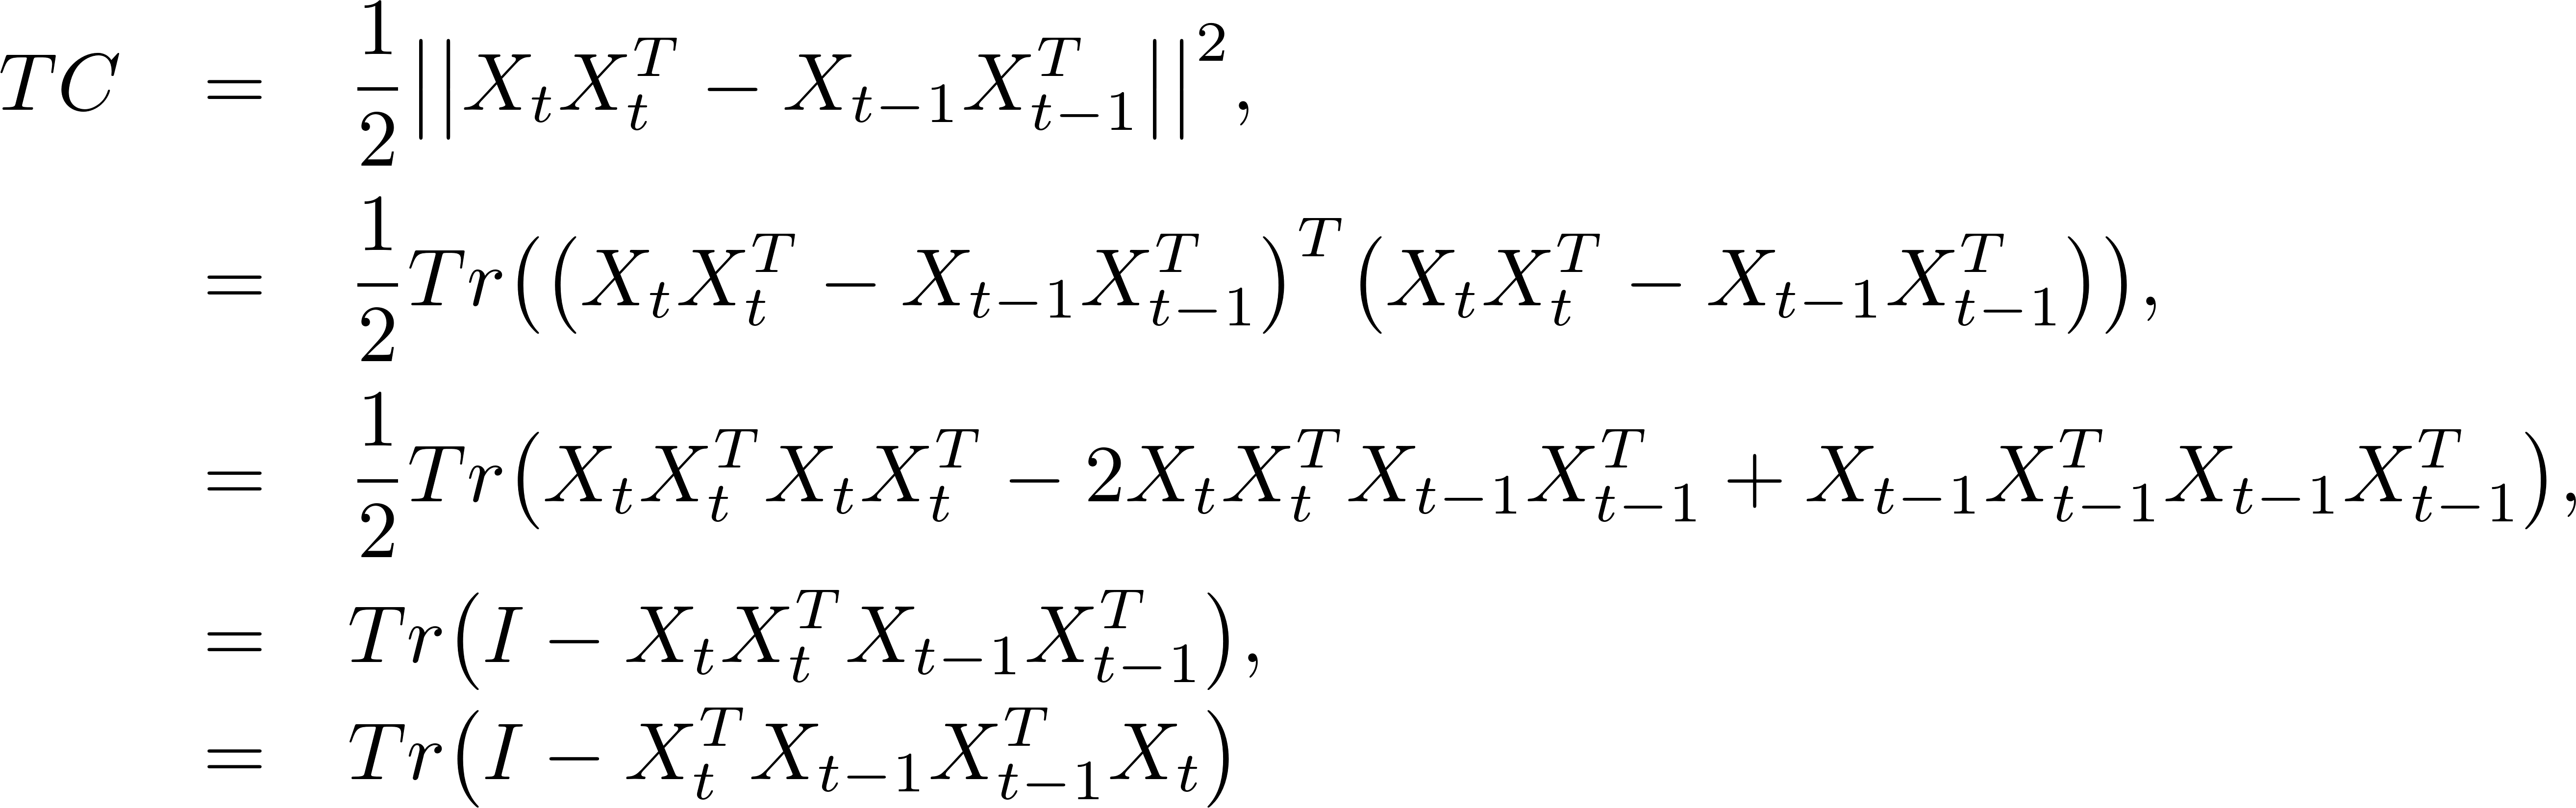 TC = \frac{1}{2}||X_t X_t^T - X_{t-1} X_{t-1}^T||^2,
= \frac{1}{2}Tr((X_t X_t^T - X_{t-1} X_{t-1}^T)^T (X_t X_t^T - X_{t-1} X_{t-1}^T)),
= \frac{1}{2}Tr(X_t X_t^T X_t X_t^T - 2X_t X_t^T X_{t-1} X_{t-1}^T + X_{t-1} X_{t-1}^T X_{t-1} X_{t-1}^T),
= Tr(I - X_t X_t^T X_{t-1} X_{t-1}^T),
= Tr(I - X_t^T X_{t-1} X_{t-1}^T X_t)